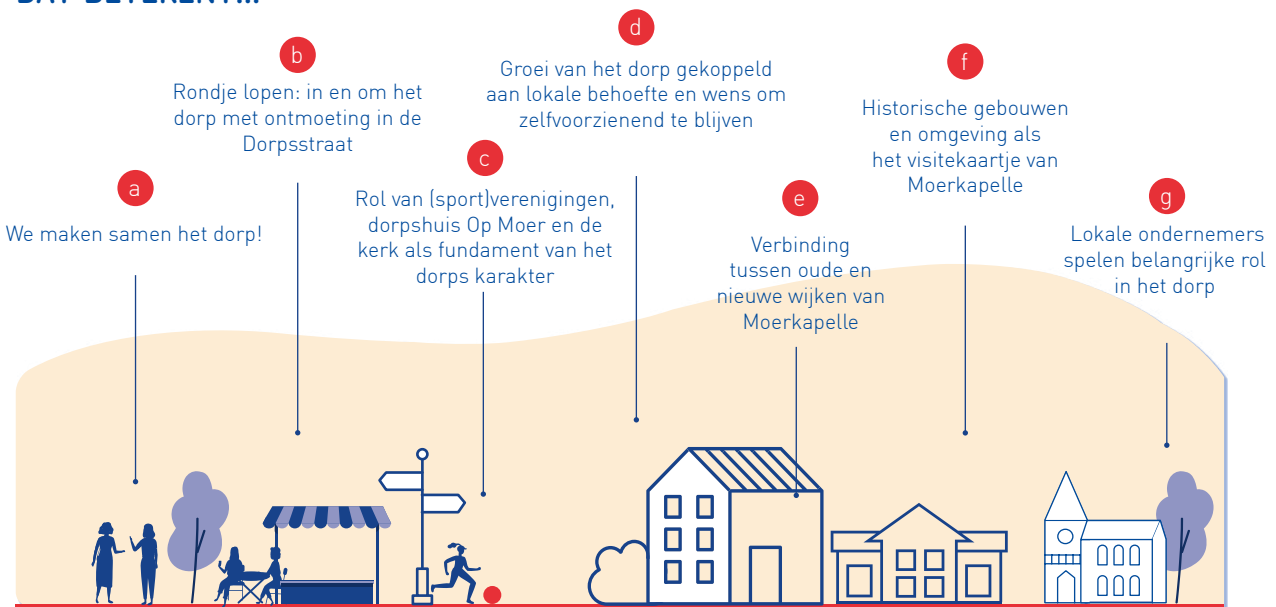 a
We maken samen het dorp!
b
Rondje lopen: in en om het
dorp met ontmoeting in de
Dorpsstraat
c
Rol van (sport)verenigingen,
dorpshuis Op Moer en de
kerk als fundament van het
dorps karakter
d
Groei van het dorp gekoppeld
aan lokale behoefte en wens om
zelfvoorzienend te blijven
e
Verbinding
tussen oude en
nieuwe wijken van
Moerkapelle
f
Historische gebouwen
en omgeving als
het visitekaartje van
Moerkapelle
g
Lokale ondernemers
spelen belangrijke rol
in het dorp